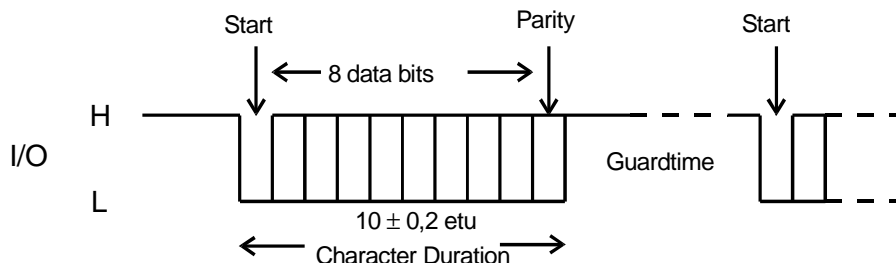 Start Parity Start
8 data bits
H
I/O
Guardtime
L
10 ± 0,2 etu
Character Duration